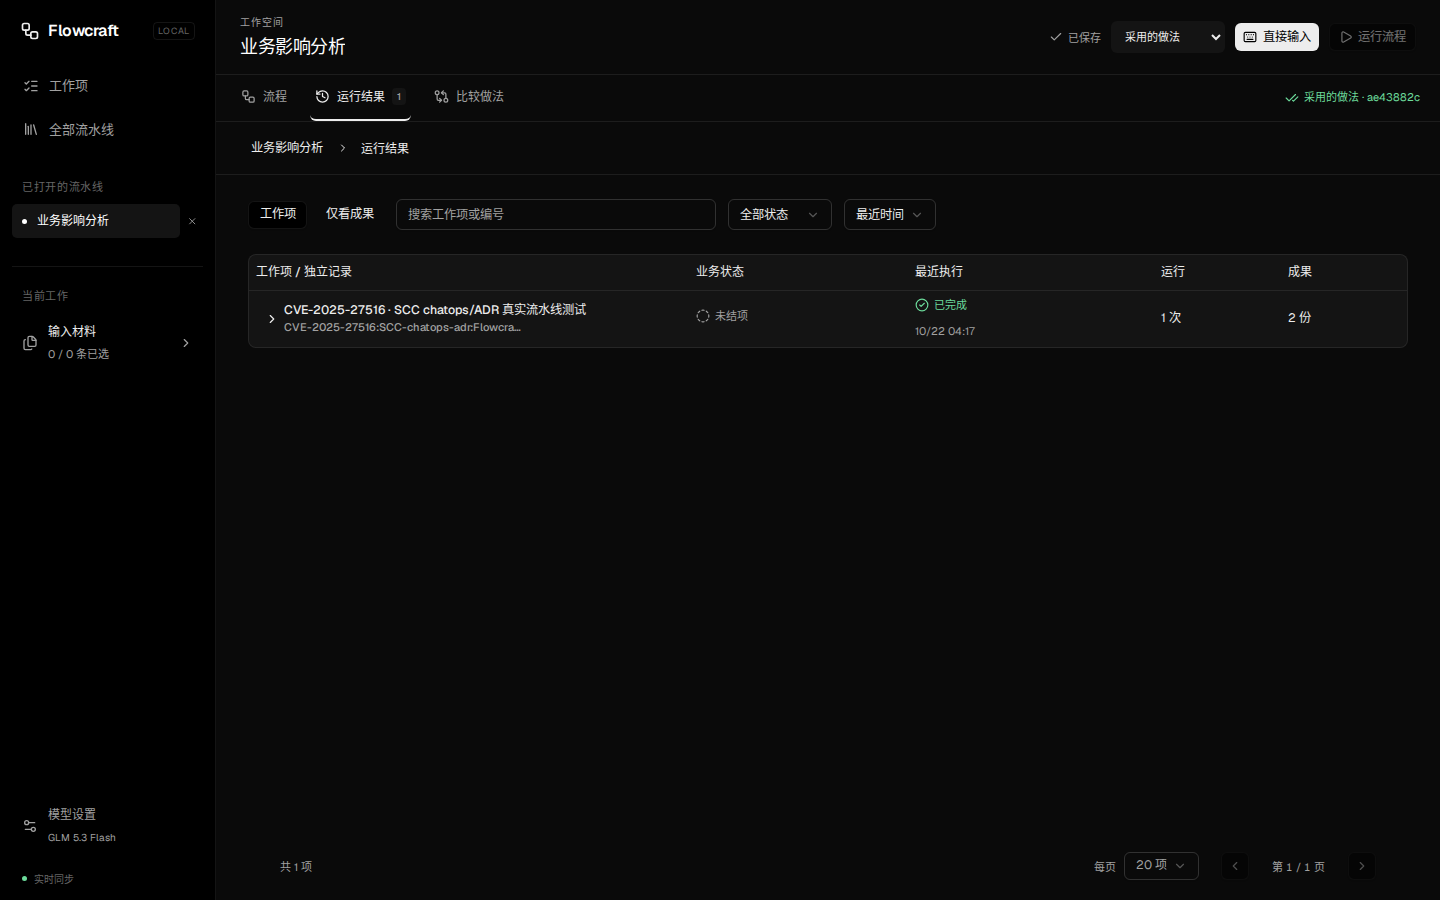 Flowcraft
LOCAL
工作项
全部流水线
已打开的流水线
业务影响分析
当前工作
输入材料
0 / 0 条已选
模型设置
GLM 5.3 Flash
实时同步
工作空间
业务影响分析
已保存
采用的做法
直接输入
运行流程
流程
运行结果 1
比较做法
采用的做法 · ae43882c
业务影响分析
运行结果
工作项
仅看成果
搜索工作项或编号
全部状态
最近时间
工作项 / 独立记录
业务状态
最近执行
运行
成果
CVE-2025-27516 · SCC chatops/ADR 真实流水线测试
CVE-2025-27516:SCC-chatops-adr:Flowcra...
未结项
已完成
10/22 04:17
1 次
2 份
共 1 项
每页
20 项
第 1 / 1 页